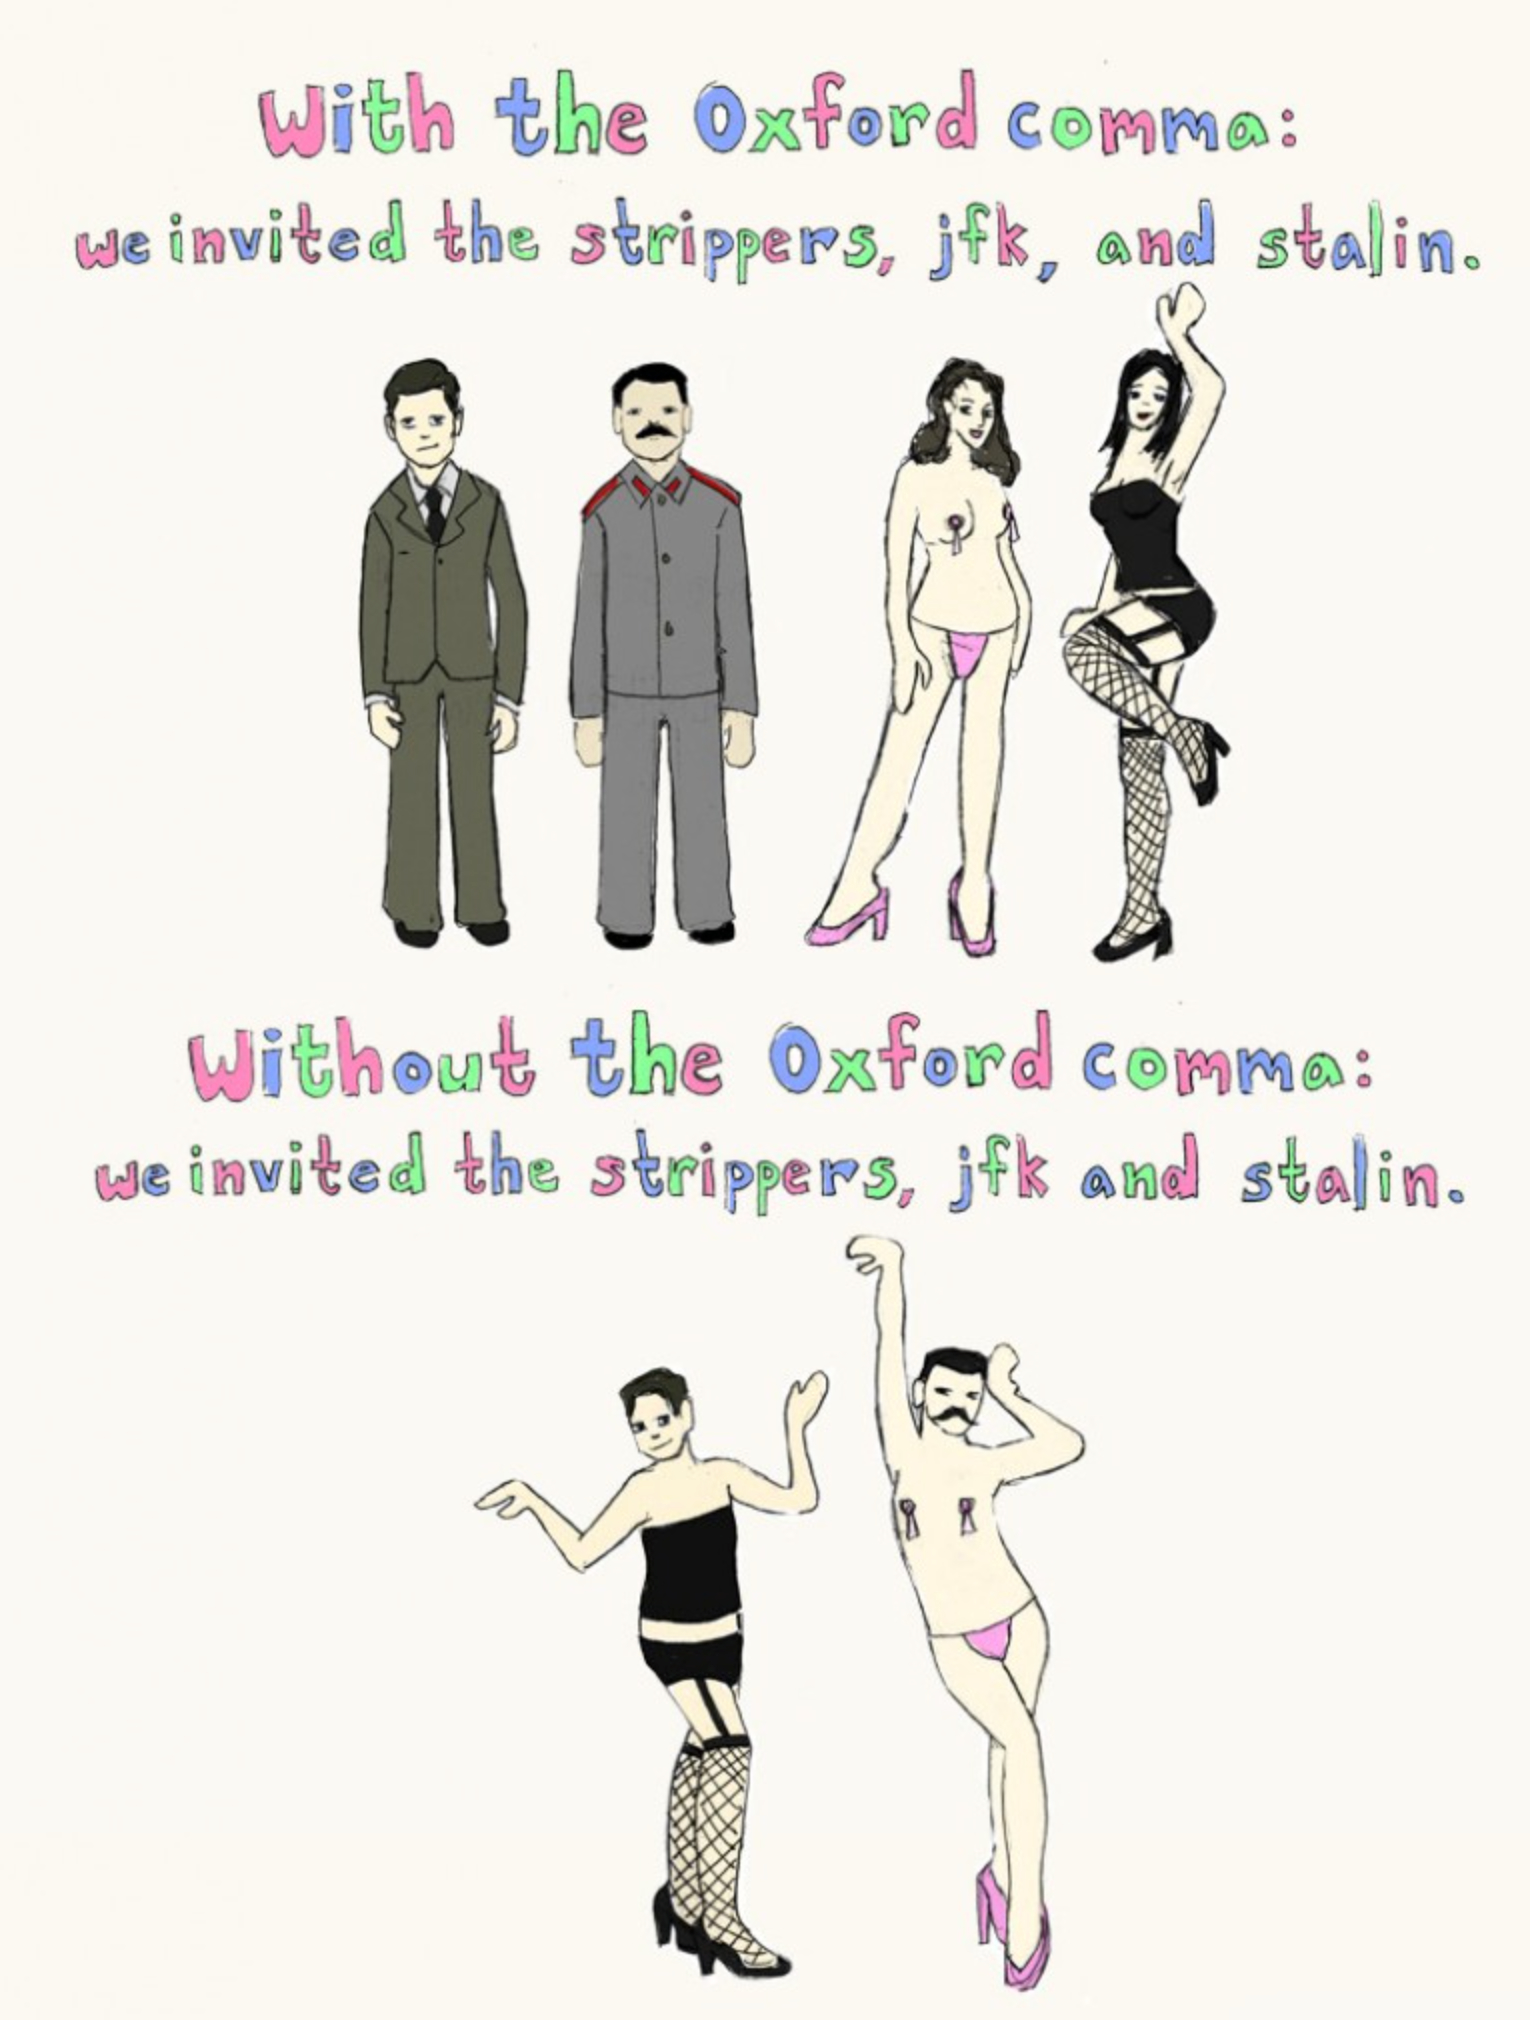 With the Oxford comma:
we invited the strippers, jfk, and stalin.
Without the Oxford comma:
we invited the strippers, jfk and stalin.